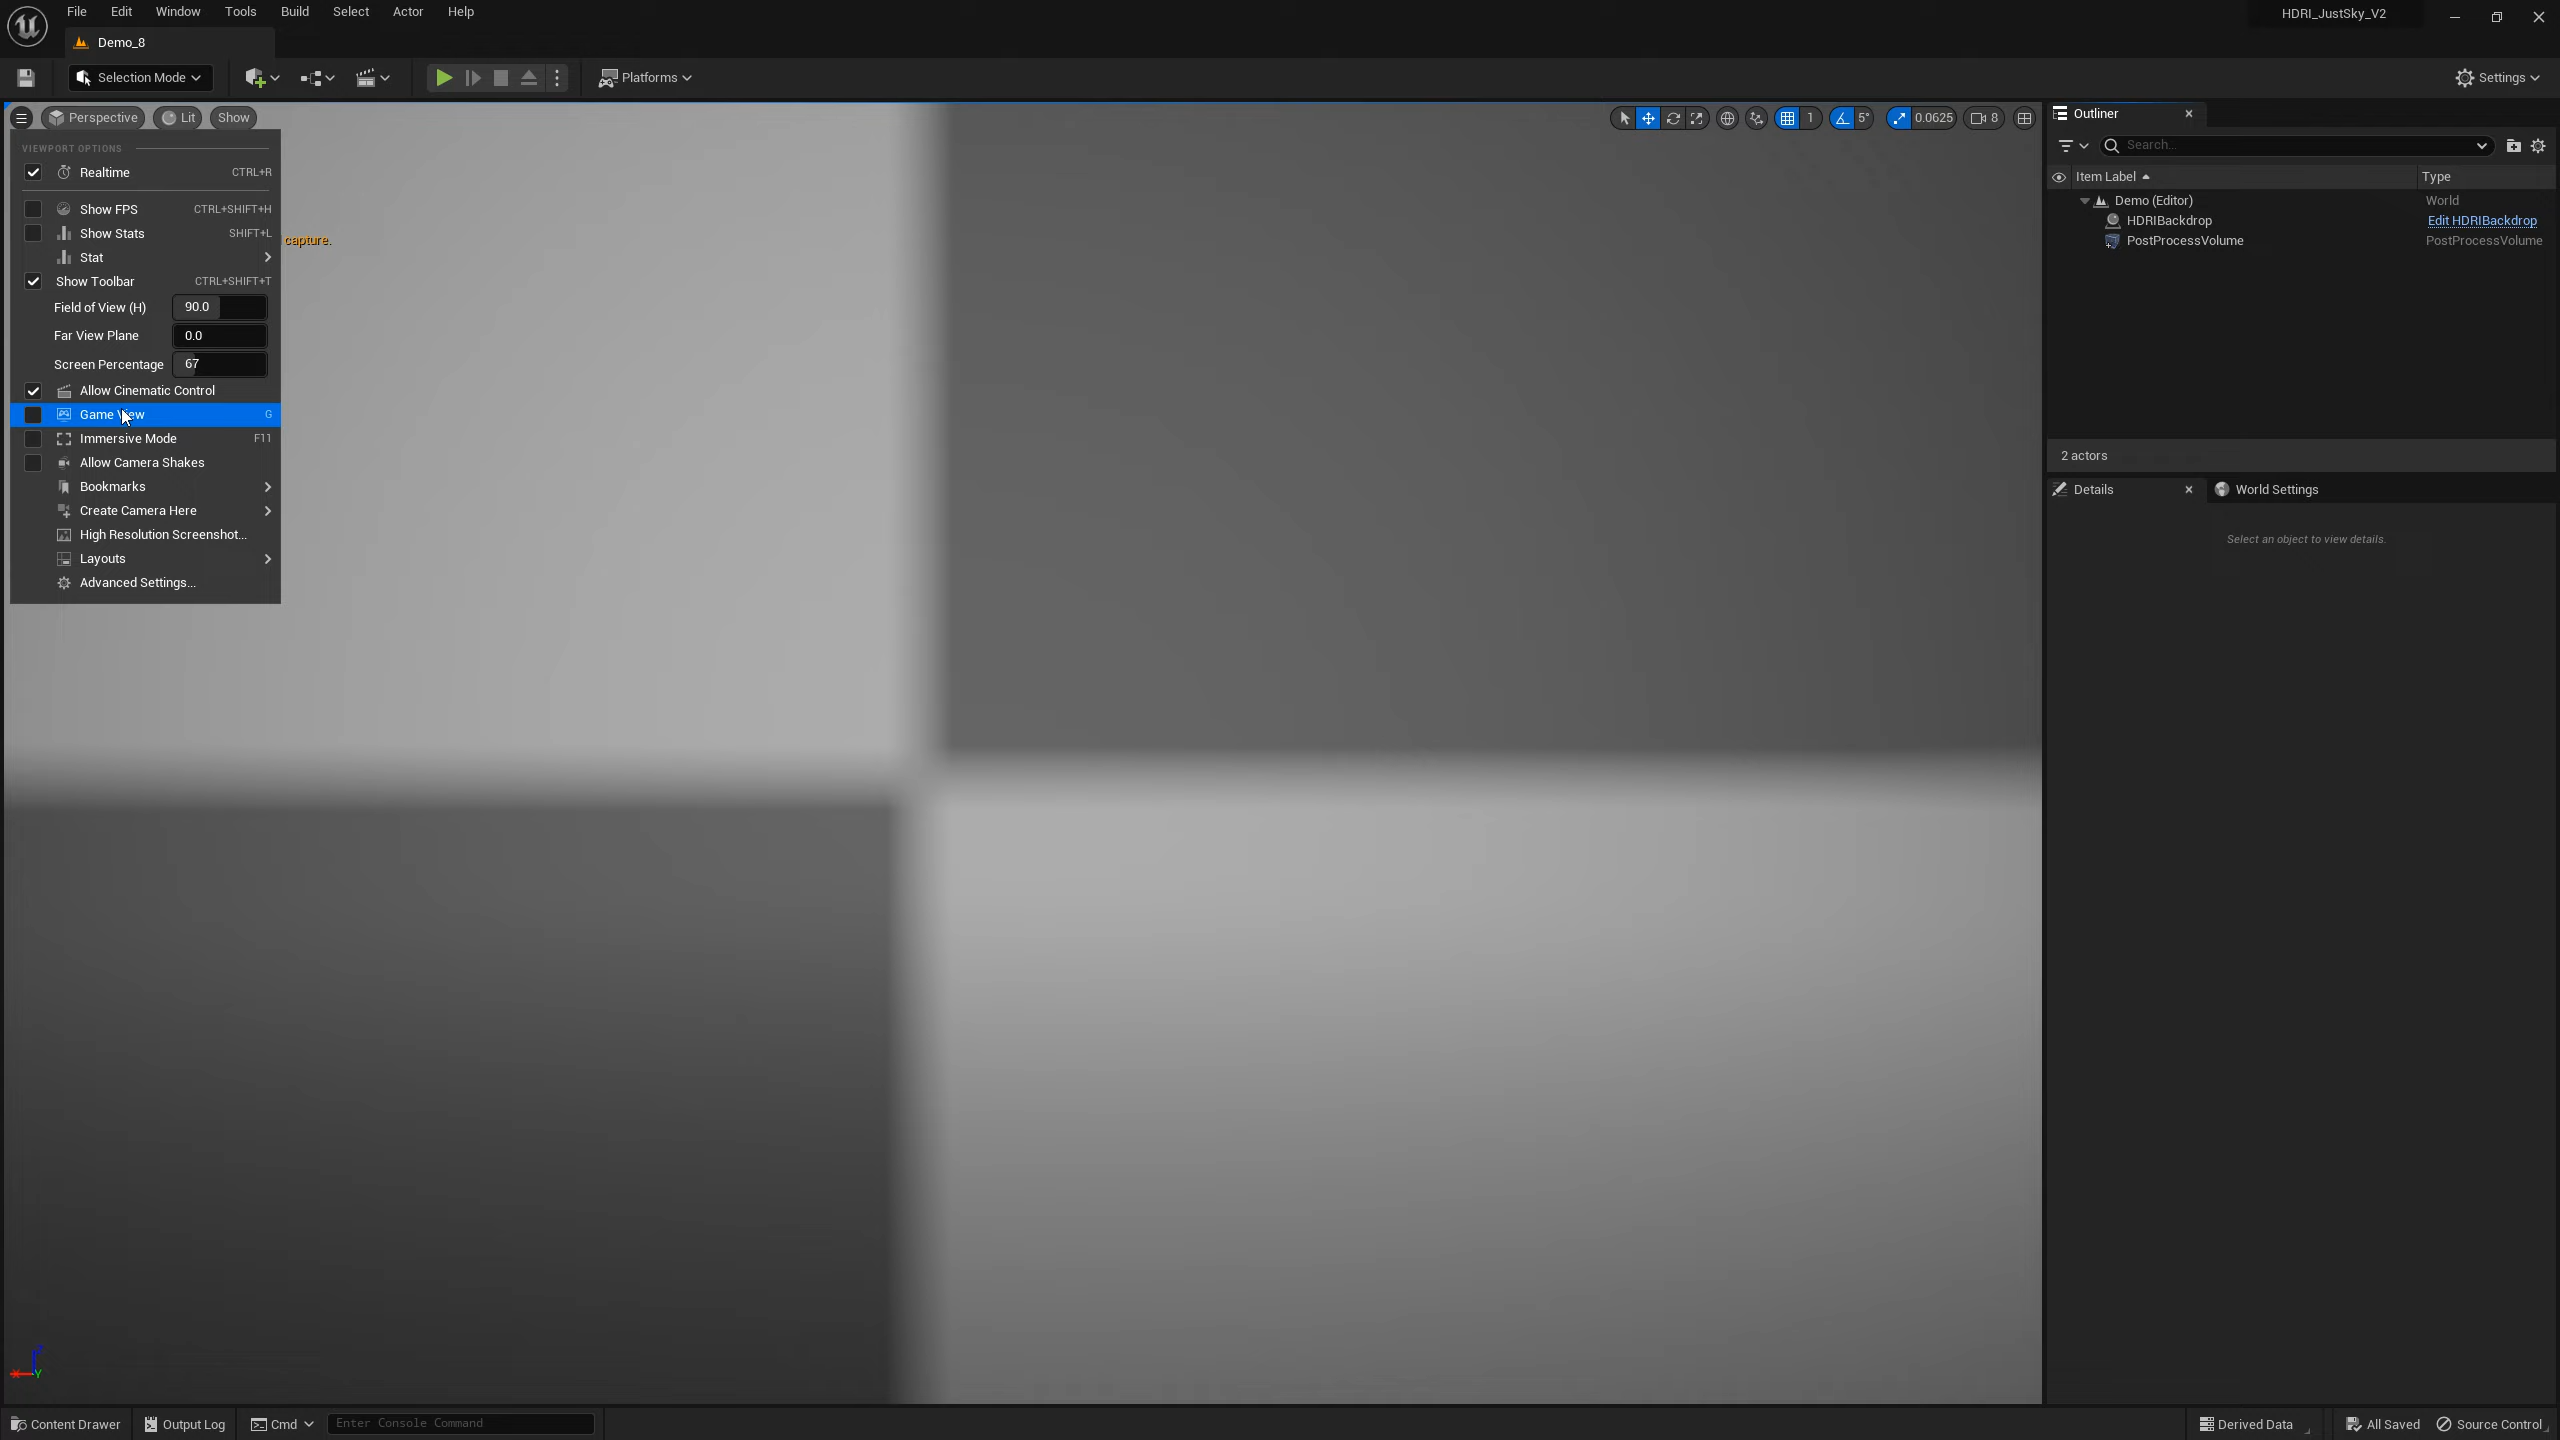 File Edit Window Tools Build Select Actor Help
HDRI_JustSky_V2
Demo_8
Selection Mode
Platforms
Settings
Perspective Lit Show
1 5° 0.0625 8
VIEWPORT OPTIONS
Realtime CTRL+R
Show FPS CTRL+SHIFT+H
Show Stats SHIFT+L
capture.
Stat
Show Toolbar CTRL+SHIFT+T
Field of View (H) 90.0
Far View Plane 0.0
Screen Percentage 67
Allow Cinematic Control
Game View G
Immersive Mode F11
Allow Camera Shakes
Bookmarks
Create Camera Here
High Resolution Screenshot...
Layouts
Advanced Settings...
Outliner
Search...
Item Label Type
Demo (Editor) World
HDRIBackdrop Edit HDRIBackdrop
PostProcessVolume PostProcessVolume
2 actors
Details World Settings
Select an object to view details.
Z
X Y
Content Drawer Output Log Cmd Enter Console Command
Derived Data All Saved Source Control